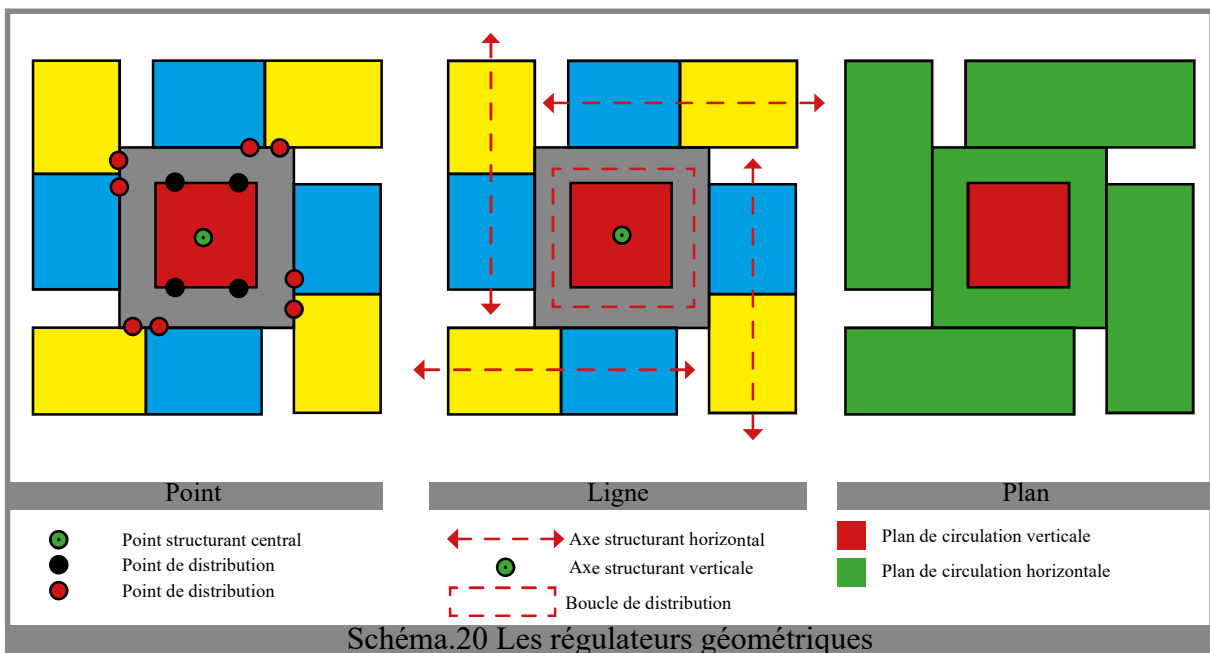 Point
Ligne
Plan
Point structurant central
Point de distribution
Point de distribution
Axe structurant horizontal
Axe structurant verticale
Boucle de distribution
Plan de circulation verticale
Plan de circulation horizontale
Schéma.20 Les régulateurs géométriques